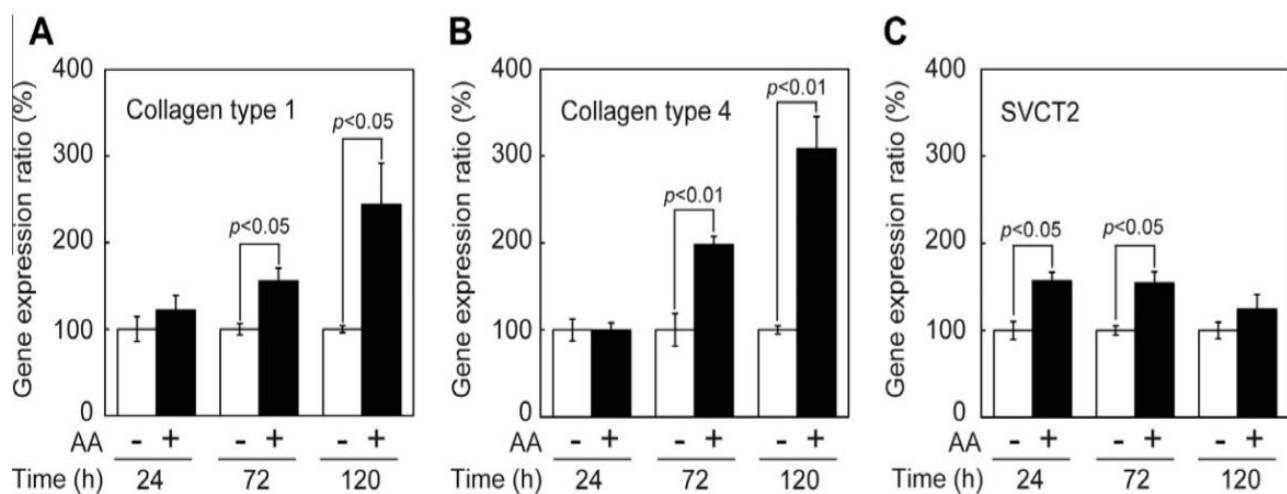 A
Gene expression ratio (%)
400
300
200
100
0
Collagen type 1
p<0.05
p<0.05
AA - + - + - +
Time (h) 24 72 120
B
Gene expression ratio (%)
400
300
200
100
0
Collagen type 4
p<0.01
p<0.01
AA - + - + - +
Time (h) 24 72 120
C
Gene expression ratio (%)
400
300
200
100
0
SVCT2
p<0.05
p<0.05
AA - + - + - +
Time (h) 24 72 120